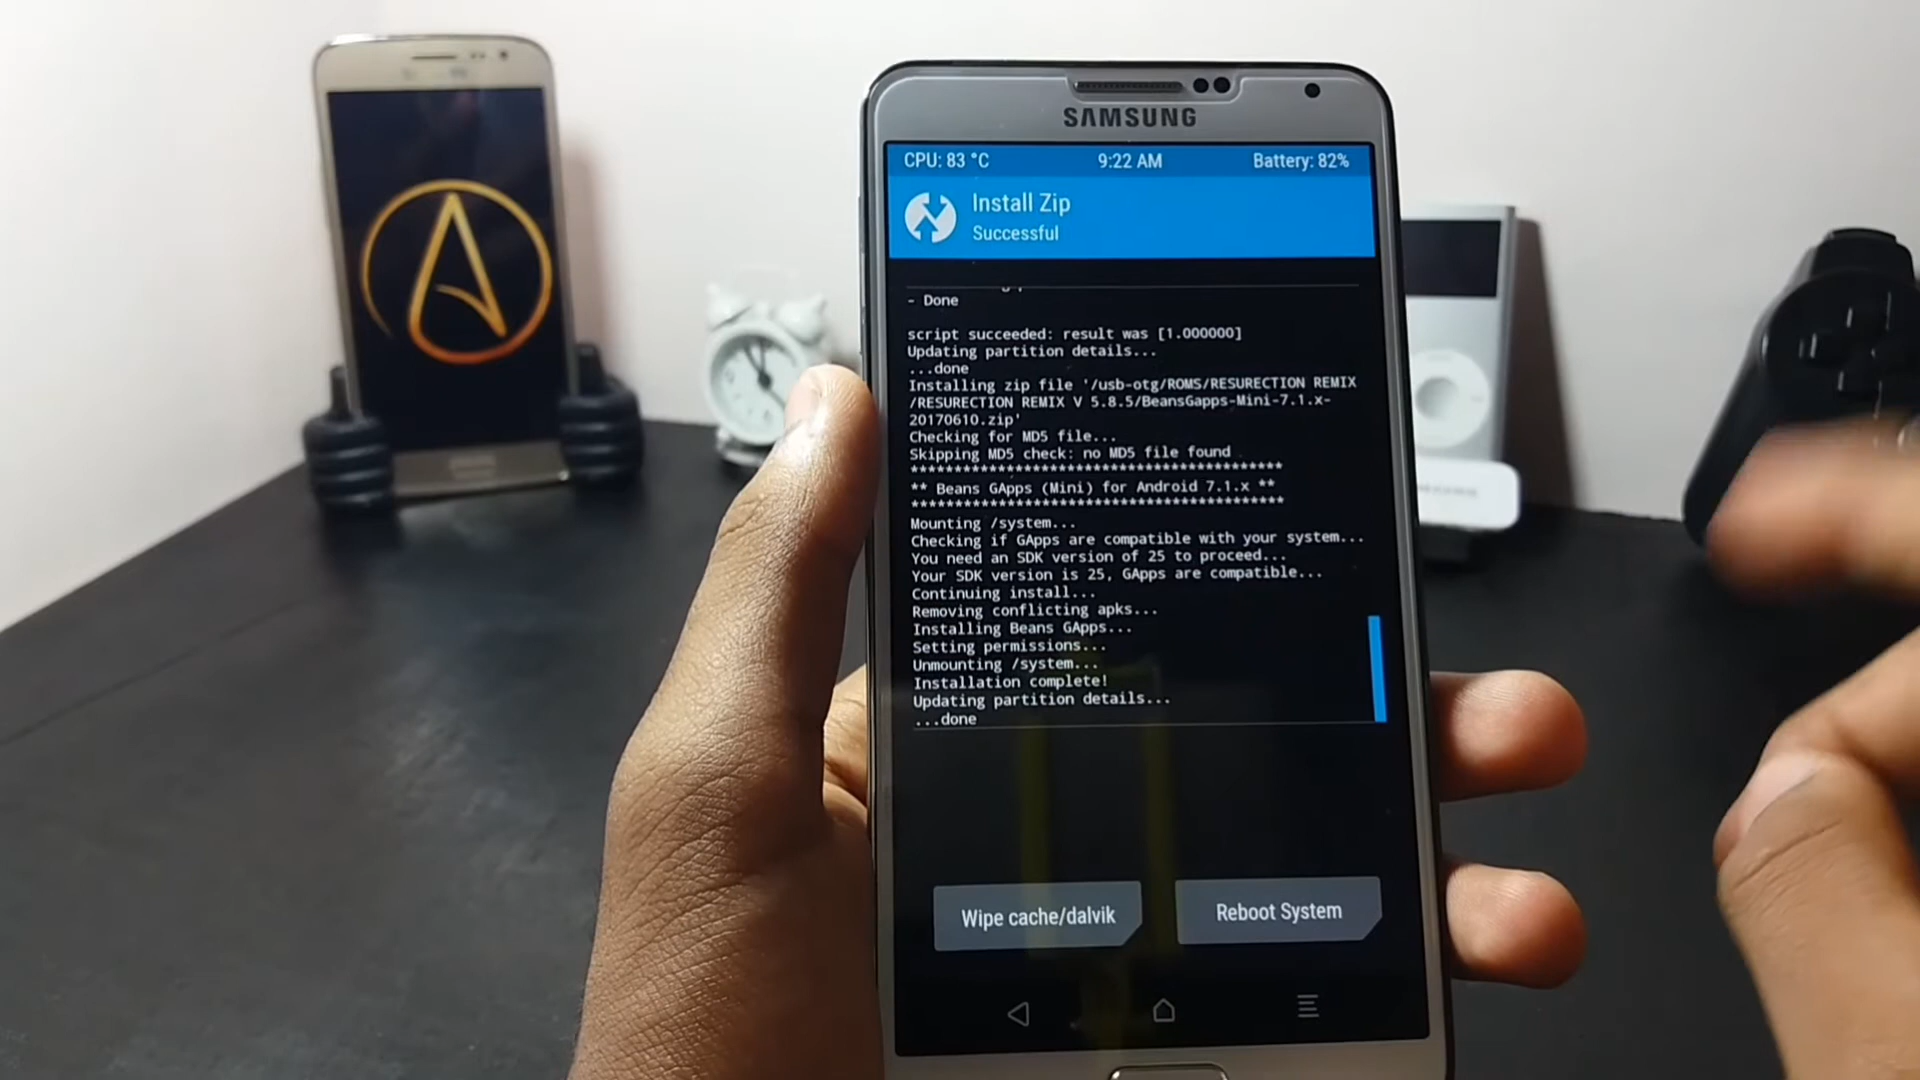 SAMSUNG
CPU: 83 °C 9:22 AM Battery: 82%
Install Zip
Successful
- Done
script succeeded: result was [1.000000]
Updating partition details...
...done
Installing zip file '/usb-otg/ROMS/RESURECTION REMIX
/RESURECTION REMIX V 5.8.5/BeansGapps-Mini-7.1.x-
20170610.zip'
Checking for MD5 file...
Skipping MD5 check: no MD5 file found
******************************************
** Beans GApps (Mini) for Android 7.1.x **
******************************************
Mounting /system...
Checking if GApps are compatible with your system...
You need an SDK version of 25 to proceed...
Your SDK version is 25, GApps are compatible...
Continuing install...
Removing conflicting apks...
Installing Beans GApps...
Setting permissions...
Unmounting /system...
Installation complete!
Updating partition details...
...done
Wipe cache/dalvik
Reboot System